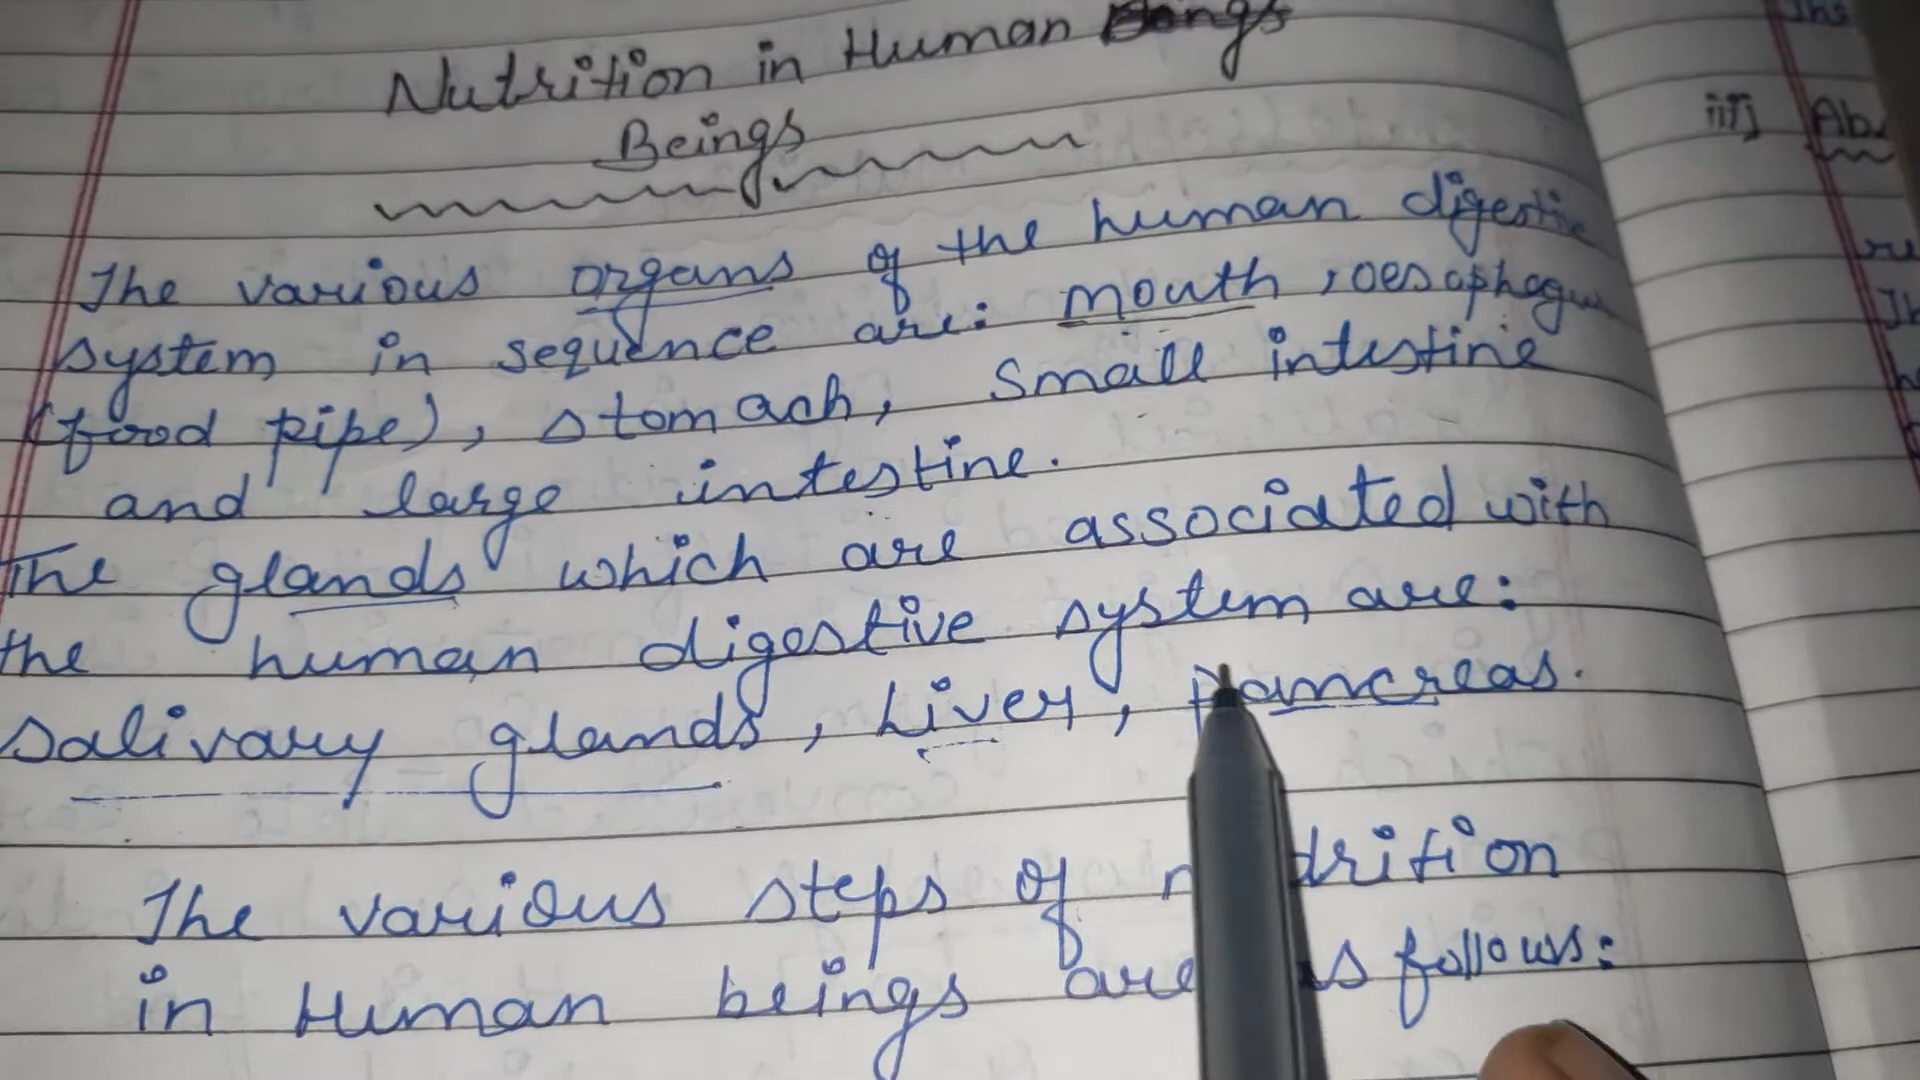 Nutrition in Human
Beings
The various organs of the human digestive
system in sequence are: mouth, oesophagus
(food pipe), stomach, small intestine
and large intestine.
The glands which are associated with
the human digestive system are:
salivary glands, Liver, Pancreas.
The various steps of nutrition
in Human beings are as follows:
iii) Ab